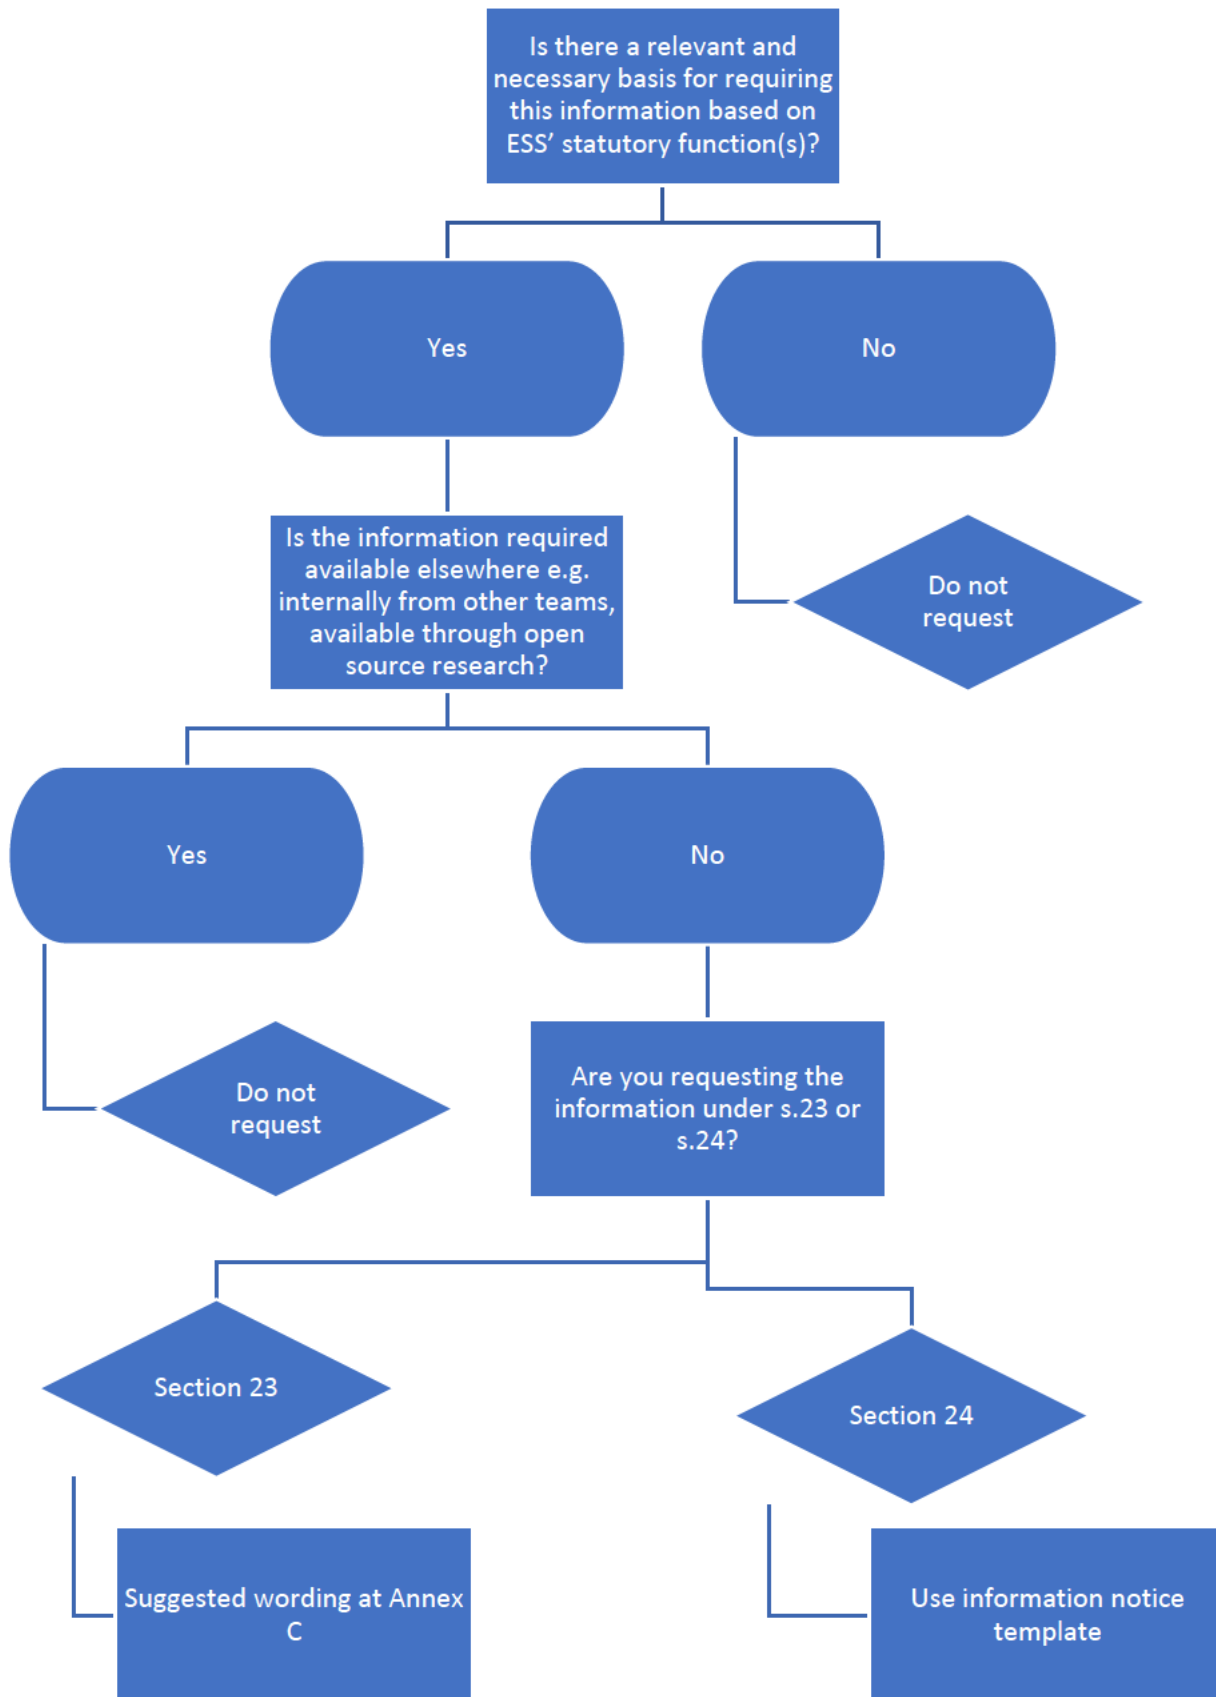 Is there a relevant and
necessary basis for requiring
this information based on
ESS’ statutory function(s)?
Yes
No
Is the information required
available elsewhere e.g.
internally from other teams,
available through open
source research?
Do not
request
Yes
No
Do not
request
Are you requesting the
information under s.23 or
s.24?
Section 23
Section 24
Suggested wording at Annex
C
Use information notice
template